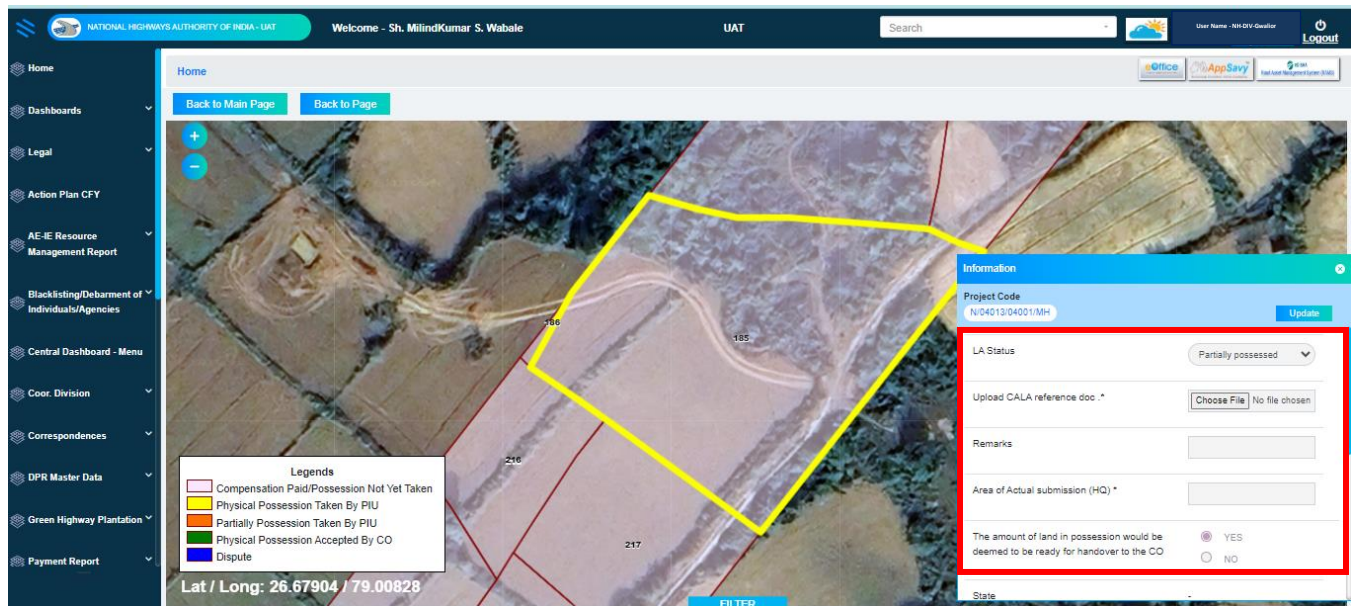 NATIONAL HIGHWAYS AUTHORITY OF INDIA - UAT
Welcome - Sh. MilindKumar S. Wabale
UAT
Search
User Name - NH-DIV-Gwalior
Logout
Home
Dashboards
Legal
Action Plan CFY
AE-IE Resource
Management Report
Blacklisting/Debarment of
Individuals/Agencies
Central Dashboard - Menu
Coor. Division
Correspondences
DPR Master Data
Green Highway Plantation
Payment Report
Home
eOffice
AppSavy
Back to Main Page
Back to Page
+
−
186
185
216
217
Legends
Compensation Paid/Possession Not Yet Taken
Physical Possession Taken By PIU
Partially Possession Taken By PIU
Physical Possession Accepted By CO
Dispute
Lat / Long: 26.67904 / 79.00828
FILTER
Information
Project Code
N/04013/04001/MH
Update
LA Status
Partially possessed
Upload CALA reference doc .*
Choose File No file chosen
Remarks
Area of Actual submission (HQ) *
The amount of land in possession would be
deemed to be ready for handover to the CO
YES
NO
State
-